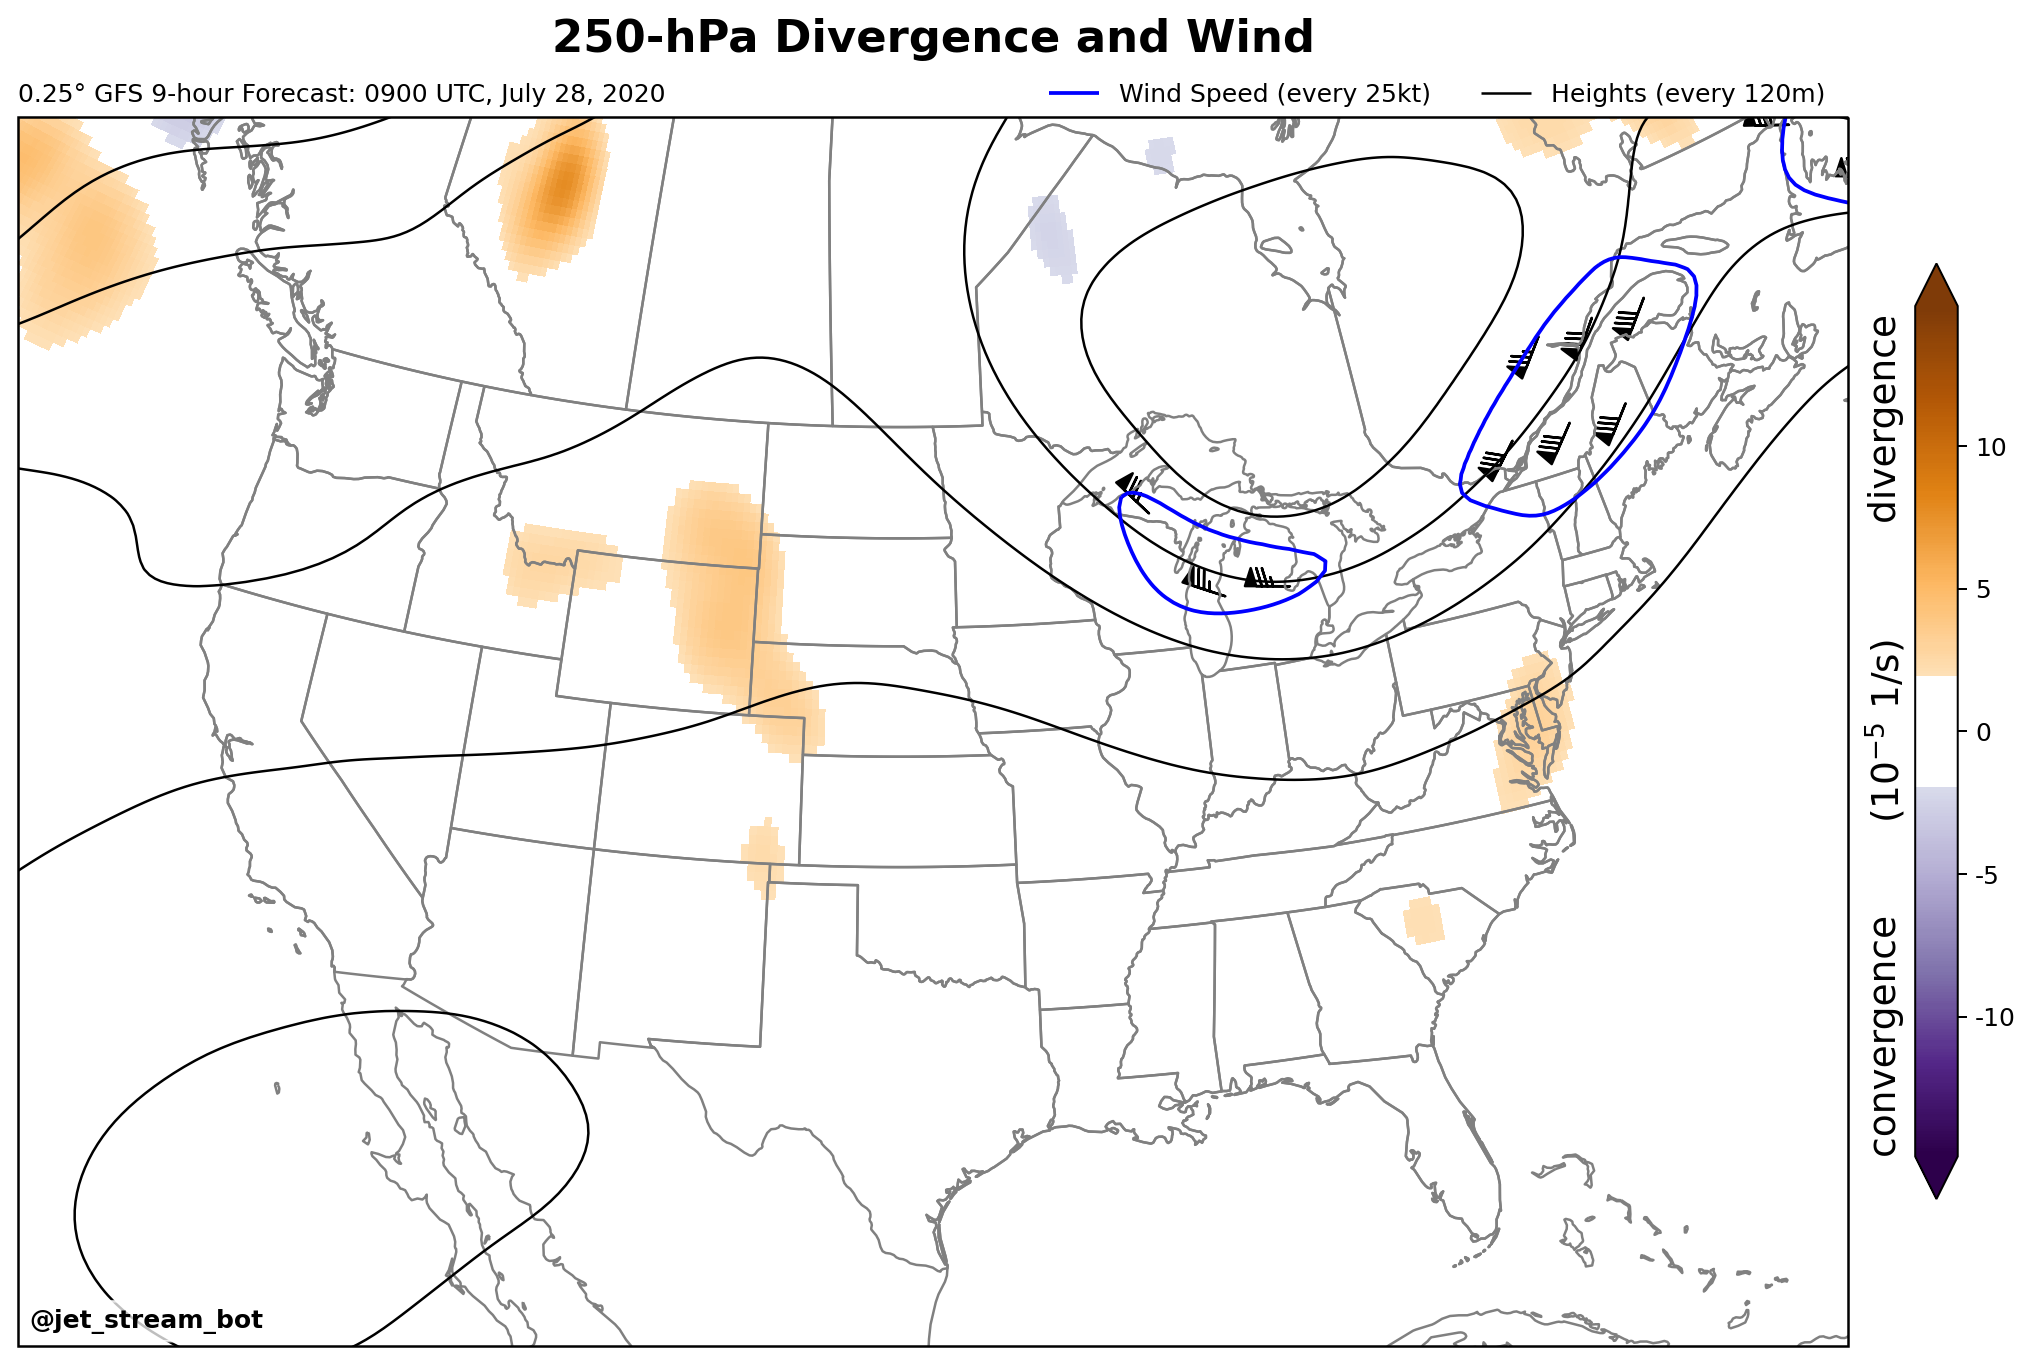 250-hPa Divergence and Wind
0.25° GFS 9-hour Forecast: 0900 UTC, July 28, 2020
Wind Speed (every 25kt)
Heights (every 120m)
convergence (10⁻⁵ 1/s) divergence
10
5
0
-5
-10
@jet_stream_bot